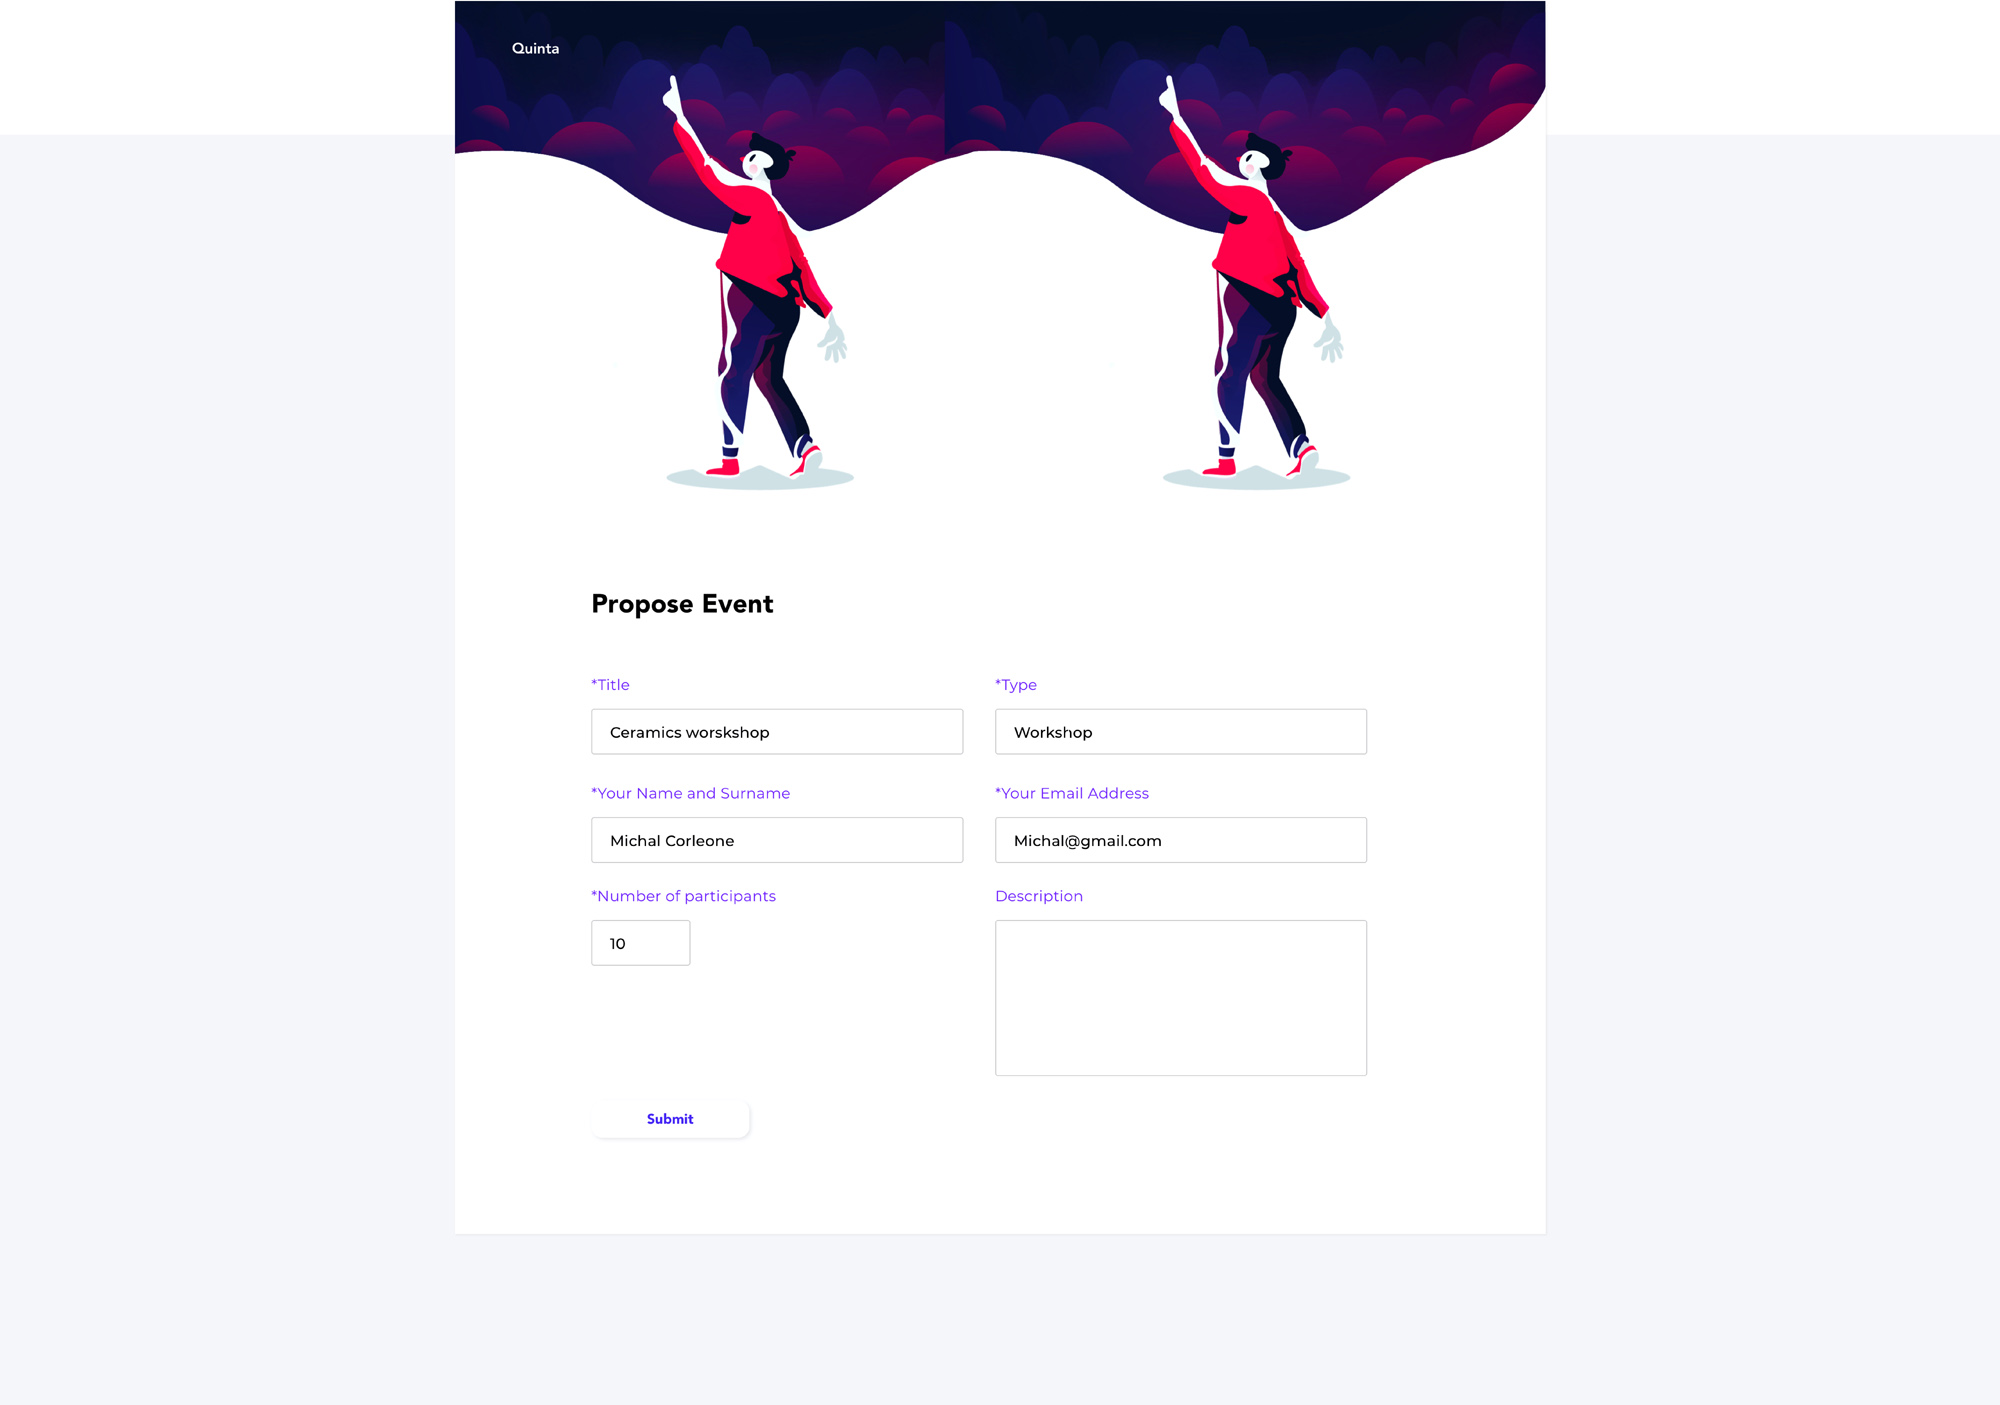 Quinta
Propose Event
*Title
*Type
Ceramics worskshop
Workshop
*Your Name and Surname
*Your Email Address
Michal Corleone
Michal@gmail.com
*Number of participants
Description
10
Submit